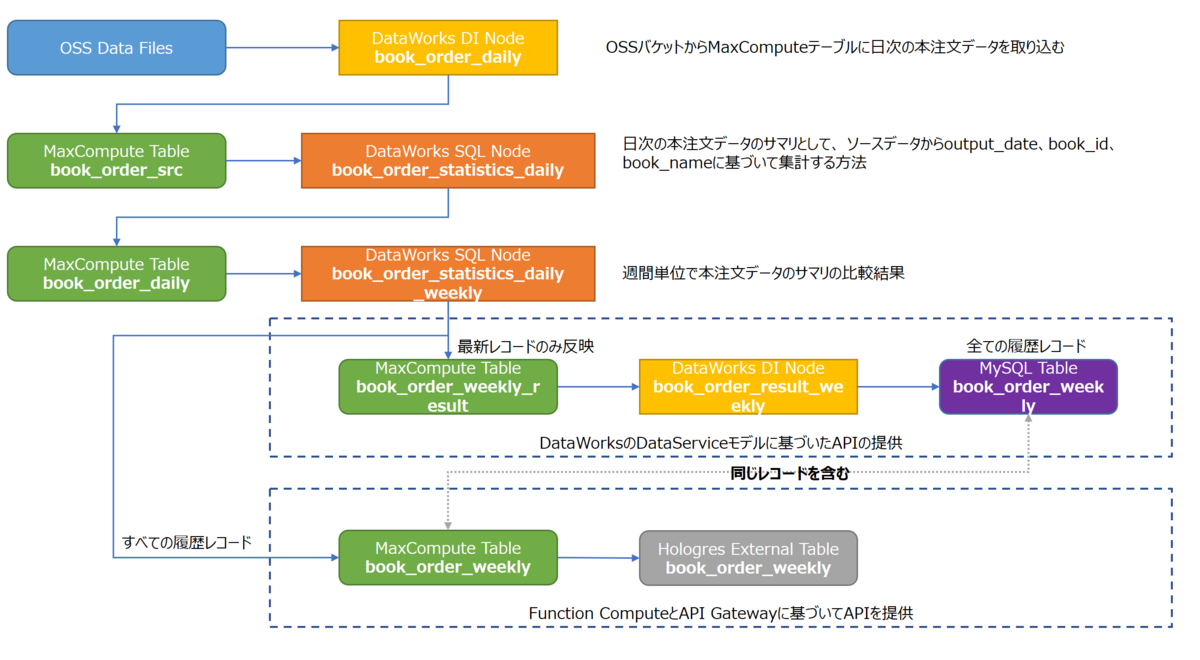 OSS Data Files
DataWorks DI Node
book_order_daily
OSSバケットからMaxComputeテーブルに日次の本注文データを取り込む
MaxCompute Table
book_order_src
DataWorks SQL Node
book_order_statistics_daily
日次の本注文データのサマリとして、ソースデータからoutput_date、book_id、
book_nameに基づいて集計する方法
MaxCompute Table
book_order_daily
DataWorks SQL Node
book_order_statistics_daily
_weekly
週間単位で本注文データのサマリの比較結果
最新レコードのみ反映
全ての履歴レコード
MaxCompute Table
book_order_weekly_r
esult
DataWorks DI Node
book_order_result_we
ekly
MySQL Table
book_order_week
ly
DataWorksのDataServiceモデルに基づいたAPIの提供
同じレコードを含む
すべての履歴レコード
MaxCompute Table
book_order_weekly
Hologres External Table
book_order_weekly
Function ComputeとAPI Gatewayに基づいてAPIを提供